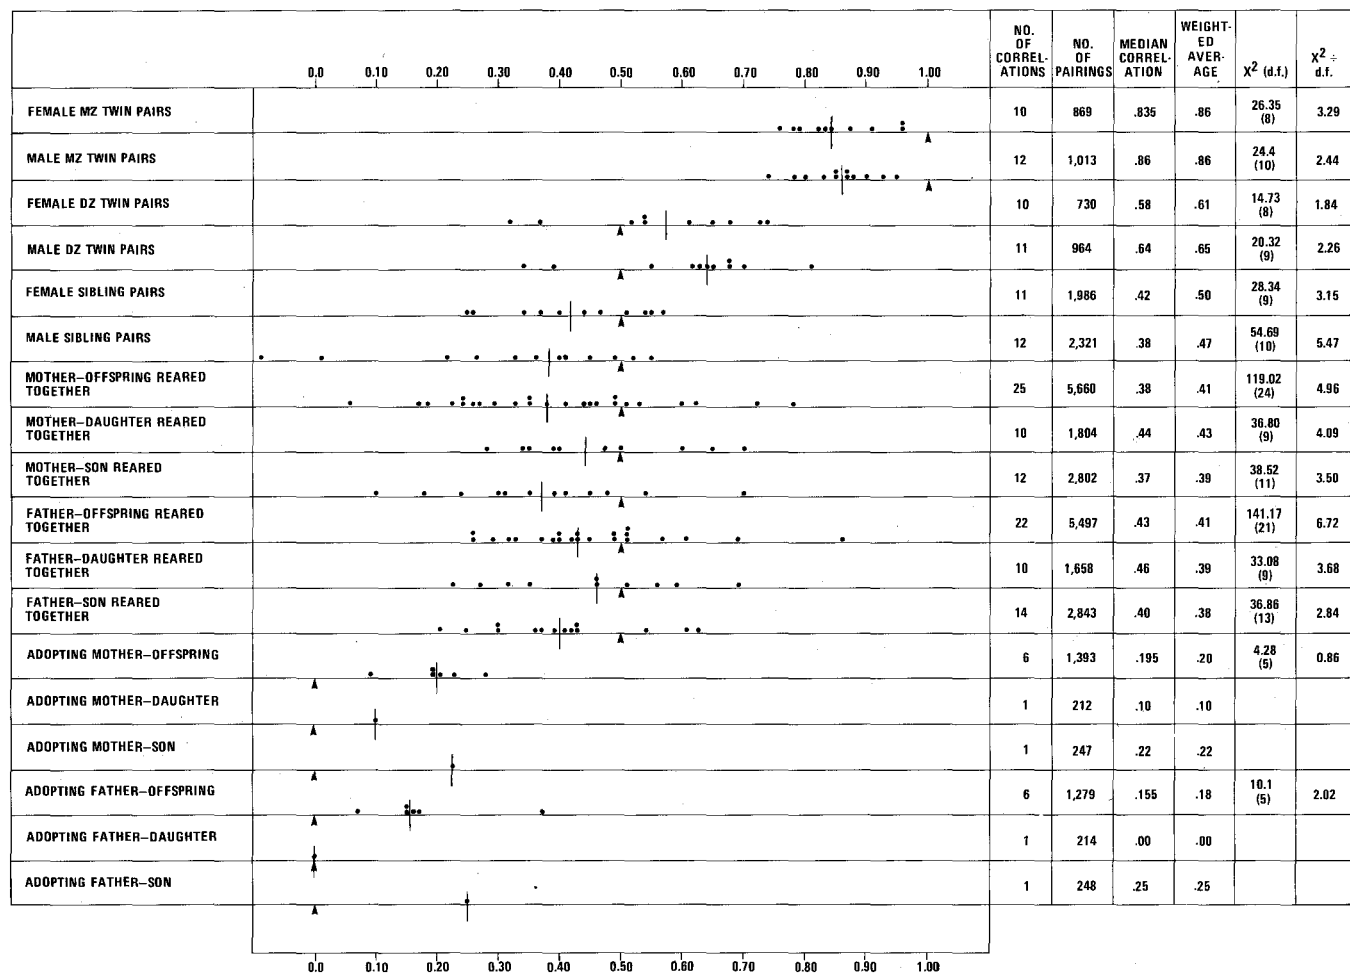 NO. OF CORREL- ATIONS NO. OF PAIRINGS MEDIAN CORREL- ATION WEIGHT- ED AVER- AGE X² (d.f.) X² ÷ d.f.
0.0 0.10 0.20 0.30 0.40 0.50 0.60 0.70 0.80 0.90 1.00
FEMALE MZ TWIN PAIRS 10 869 .835 .86 26.35 (8) 3.29
MALE MZ TWIN PAIRS 12 1,013 .86 .86 24.4 (10) 2.44
FEMALE DZ TWIN PAIRS 10 730 .58 .61 14.73 (8) 1.84
MALE DZ TWIN PAIRS 11 964 .64 .65 20.32 (9) 2.26
FEMALE SIBLING PAIRS 11 1,986 .42 .50 28.34 (9) 3.15
MALE SIBLING PAIRS 12 2,321 .38 .47 54.69 (10) 5.47
MOTHER–OFFSPRING REARED TOGETHER 25 5,660 .38 .41 119.02 (24) 4.96
MOTHER–DAUGHTER REARED TOGETHER 10 1,804 .44 .43 36.80 (9) 4.09
MOTHER–SON REARED TOGETHER 12 2,802 .37 .39 38.52 (11) 3.50
FATHER–OFFSPRING REARED TOGETHER 22 5,497 .43 .41 141.17 (21) 6.72
FATHER–DAUGHTER REARED TOGETHER 10 1,658 .46 .39 33.08 (9) 3.68
FATHER–SON REARED TOGETHER 14 2,843 .40 .38 36.86 (13) 2.84
ADOPTING MOTHER–OFFSPRING 6 1,393 .195 .20 4.28 (5) 0.86
ADOPTING MOTHER–DAUGHTER 1 212 .10 .10
ADOPTING MOTHER–SON 1 247 .22 .22
ADOPTING FATHER–OFFSPRING 6 1,279 .155 .18 10.1 (5) 2.02
ADOPTING FATHER–DAUGHTER 1 214 .00 .00
ADOPTING FATHER–SON 1 248 .25 .25
0.0 0.10 0.20 0.30 0.40 0.50 0.60 0.70 0.80 0.90 1.00